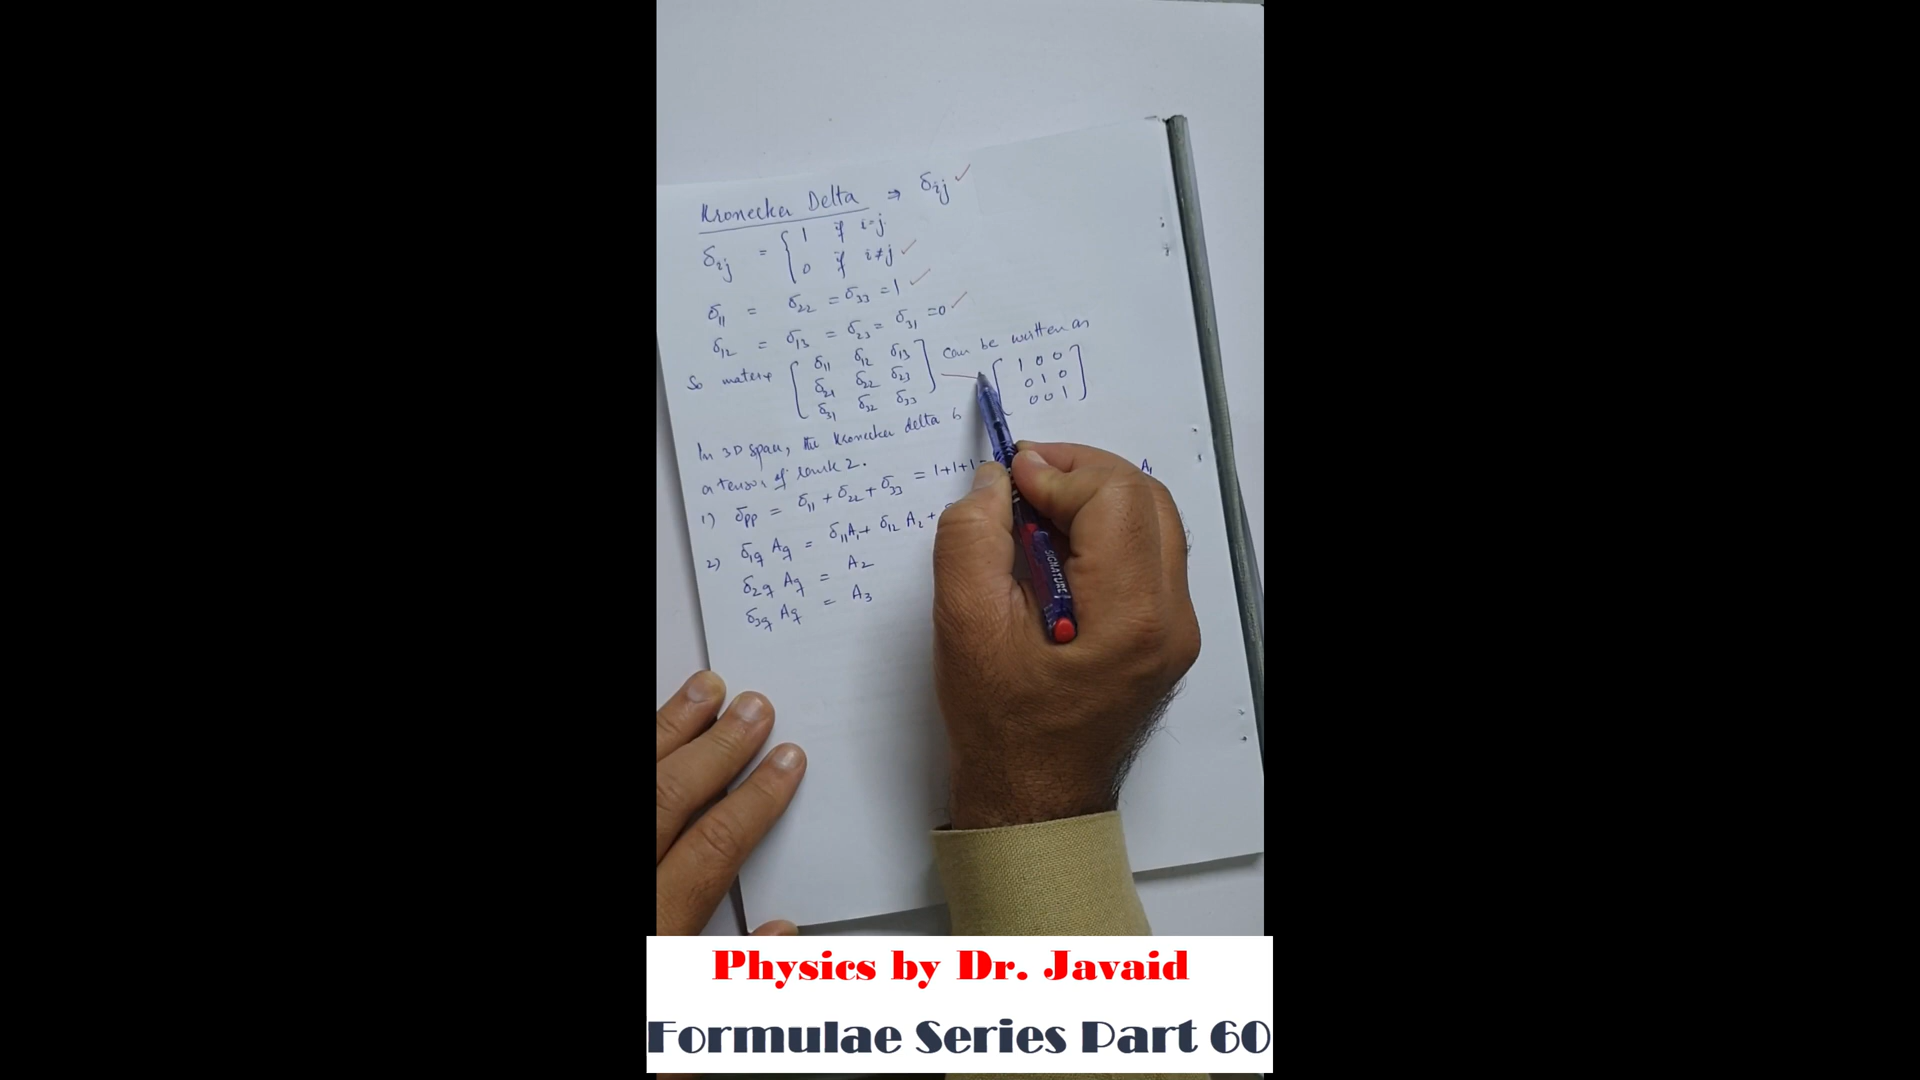 Kronecker Delta ⇒ δij ✓
δij = { 1 if i=j
0 if i≠j ✓
δ11 = δ22 = δ33 = 1 ✓
δ12 = δ13 = δ23 = δ31 = 0 ✓
So matrix [ δ11 δ12 δ13 ] can be written as [ 1 0 0 ]
[ δ21 δ22 δ23 ] [ 0 1 0 ]
[ δ31 δ32 δ33 ] [ 0 0 1 ]
In 3D span, the Kronecker delta is
a tensor of rank 2.
1) δpp = δ11 + δ22 + δ33 = 1+1+1
2) δ1q Aq = δ11A1 + δ12 A2 + A1
δ2q Aq = A2
δ3q Aq = A3
SIGNATURE
Physics by Dr. Javaid
Formulae Series Part 60